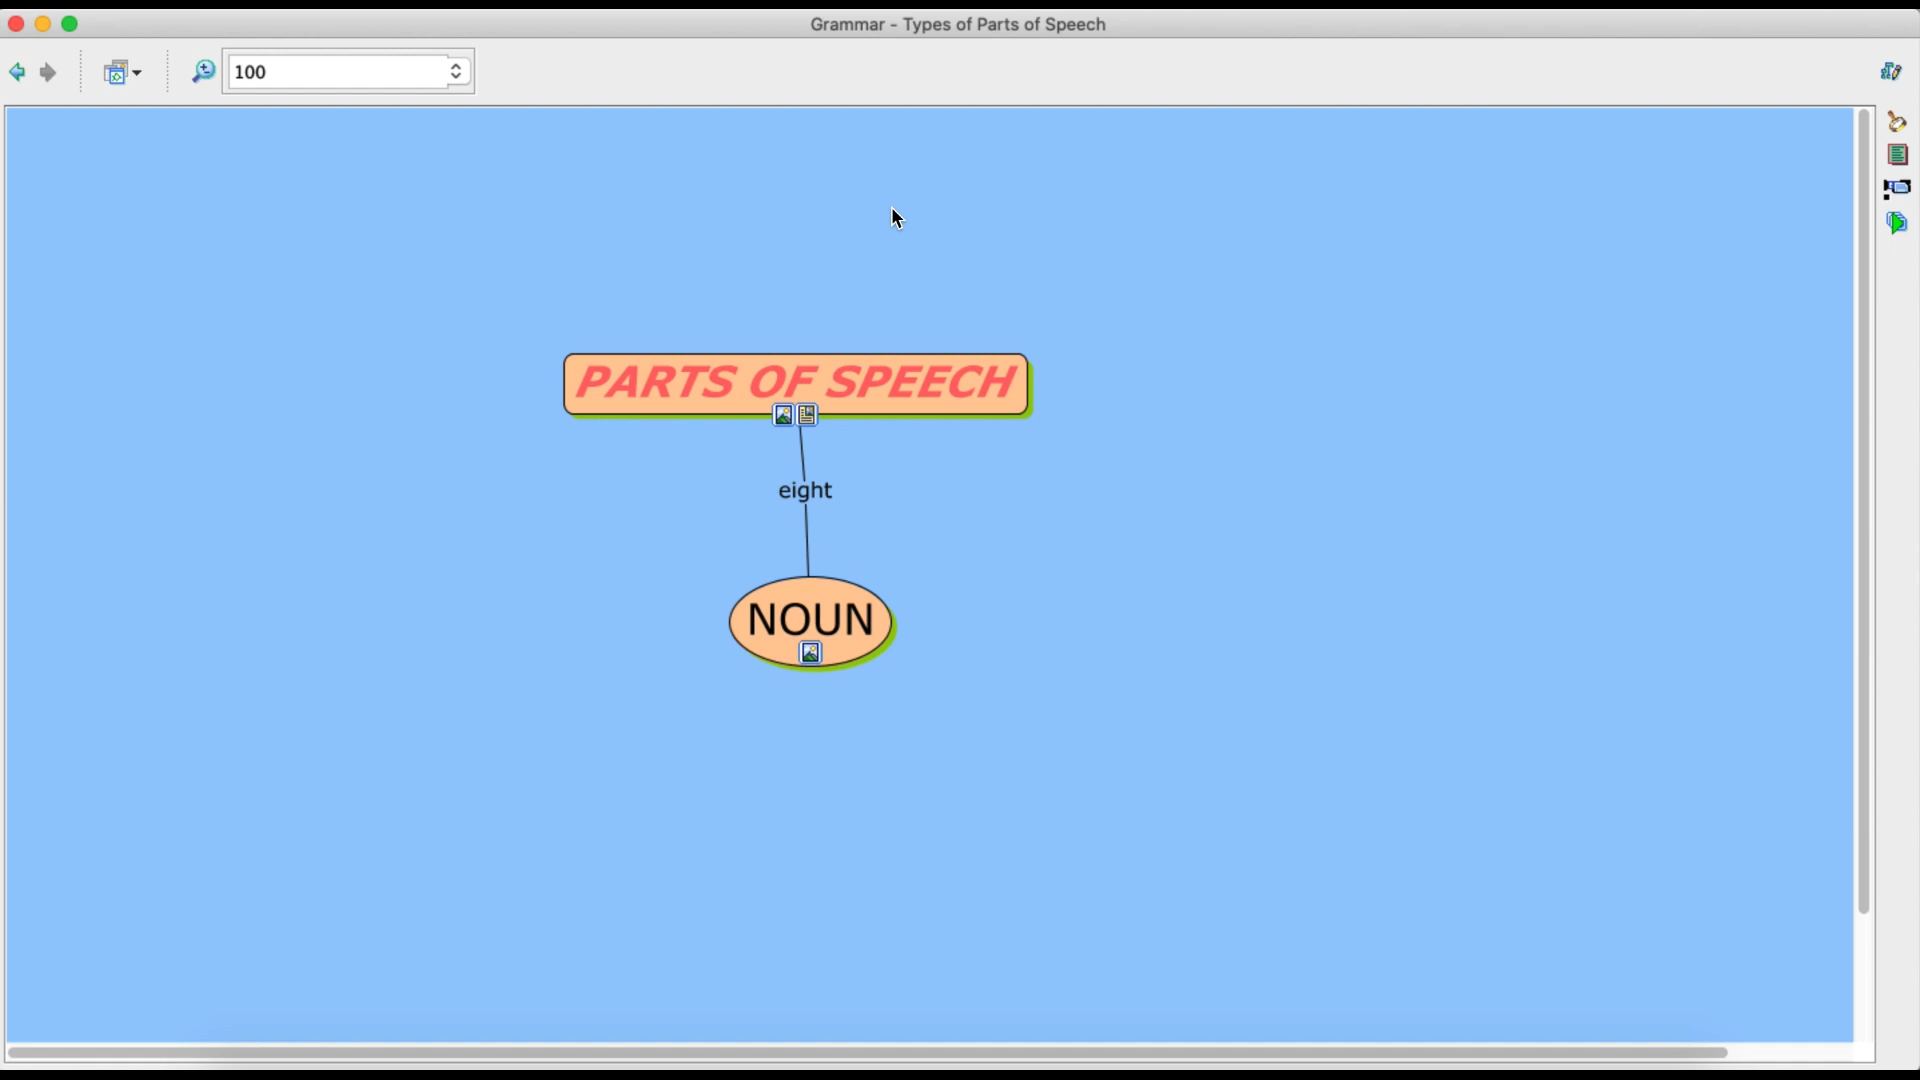 Grammar - Types of Parts of Speech
100
PARTS OF SPEECH
eight
NOUN